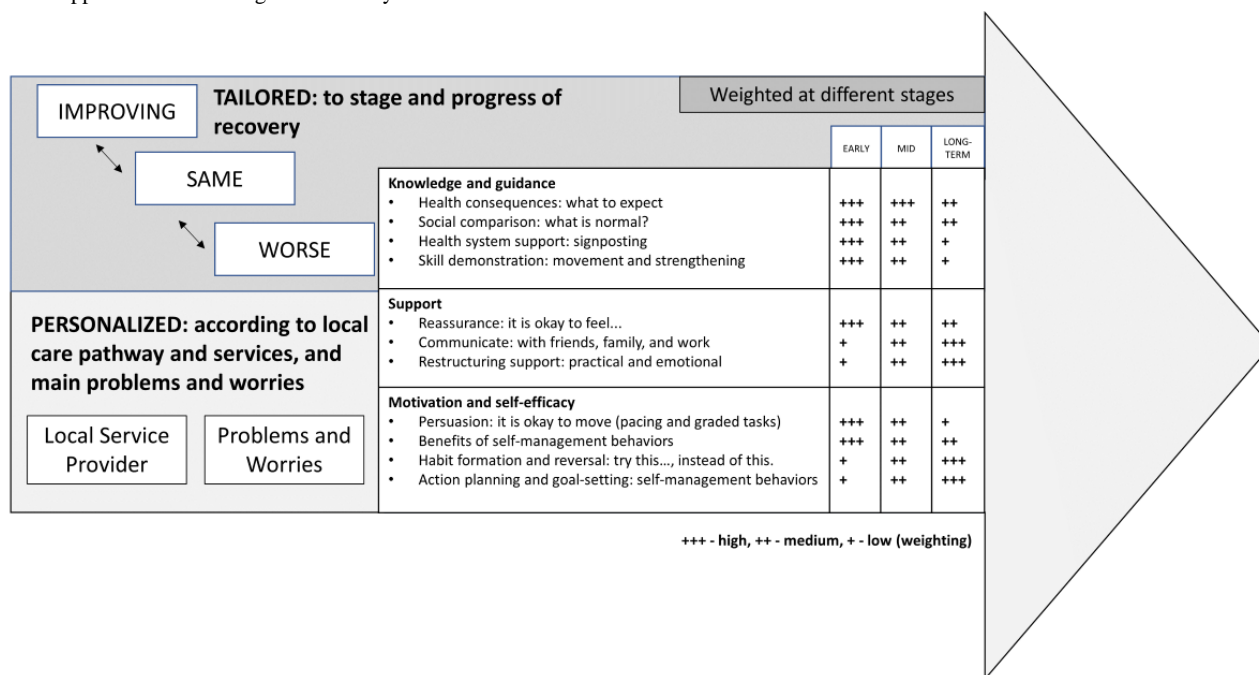 IMPROVING
TAILORED: to stage and progress of
recovery
Weighted at different stages
SAME
WORSE
EARLY
MID
LONG-
TERM
Knowledge and guidance
• Health consequences: what to expect +++ +++ ++
• Social comparison: what is normal? +++ ++ ++
• Health system support: signposting +++ ++ +
• Skill demonstration: movement and strengthening +++ ++ +
PERSONALIZED: according to local
care pathway and services, and
main problems and worries
Local Service
Provider
Problems and
Worries
Support
• Reassurance: it is okay to feel... +++ ++ ++
• Communicate: with friends, family, and work + ++ +++
• Restructuring support: practical and emotional + ++ +++
Motivation and self-efficacy
• Persuasion: it is okay to move (pacing and graded tasks) +++ ++ +
• Benefits of self-management behaviors +++ ++ ++
• Habit formation and reversal: try this…, instead of this. + ++ +++
• Action planning and goal-setting: self-management behaviors + ++ +++
+++ - high, ++ - medium, + - low (weighting)